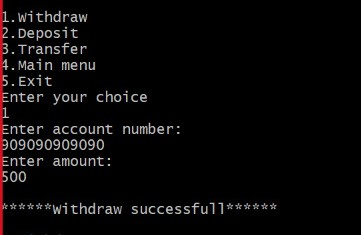 1.Withdraw
2.Deposit
3.Transfer
4.Main menu
5.Exit
Enter your choice
1
Enter account number:
909090909090
Enter amount:
500
******Withdraw successfull******